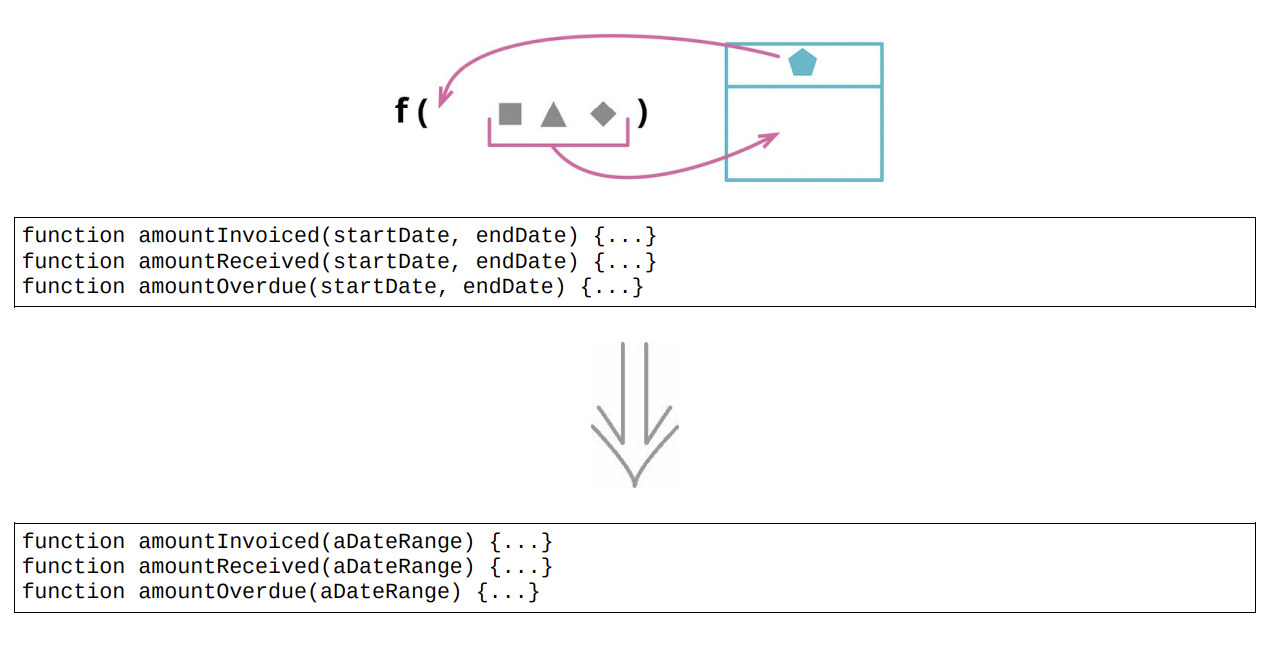 f ( )
function amountInvoiced(startDate, endDate) {...}
function amountReceived(startDate, endDate) {...}
function amountOverdue(startDate, endDate) {...}
function amountInvoiced(aDateRange) {...}
function amountReceived(aDateRange) {...}
function amountOverdue(aDateRange) {...}